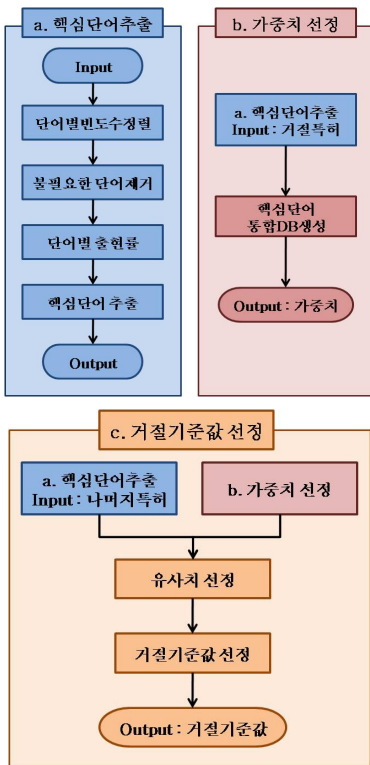 a. 핵심단어추출
Input
단어별빈도수정렬
불필요한 단어제거
단어별 출현률
핵심단어 추출
Output
b. 가중치 선정
a. 핵심단어추출
Input : 거절특허
핵심단어
통합DB생성
Output : 가중치
c. 거절기준값 선정
a. 핵심단어추출
Input : 나머지특허
b. 가중치 선정
유사치 선정
거절기준값 선정
Output : 거절기준값